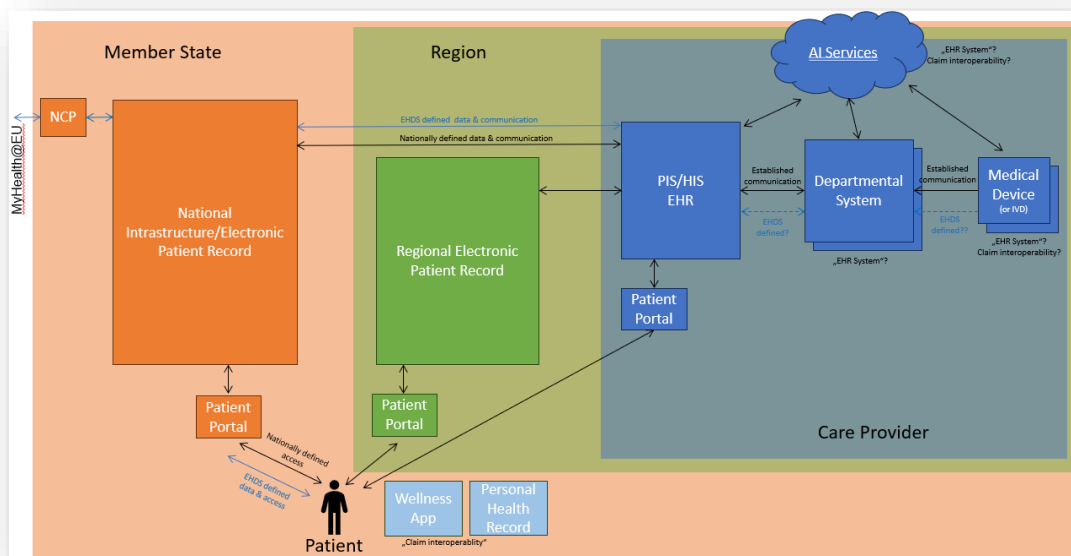 Member State
Region
AI Services
„EHR System"?
Claim interoperability?
NCP
MyHealth@EU
EHDS defined data & communication
Nationally defined data & communication
National
Intrastructure/Electronic
Patient Record
Regional Electronic
Patient Record
PIS/HIS
EHR
Established
communication
EHDS
defined?
Departmental
System
„EHR System"?
Established
communication
EHDS
defined??
Medical
Device
(or IVD)
„EHR System"?
Claim interoperability?
Patient
Portal
Patient
Portal
Patient
Portal
Care Provider
Nationally defined
access
EHDS defined
data & access
Patient
Wellness
App
Personal
Health
Record
„Claim interoperablity"